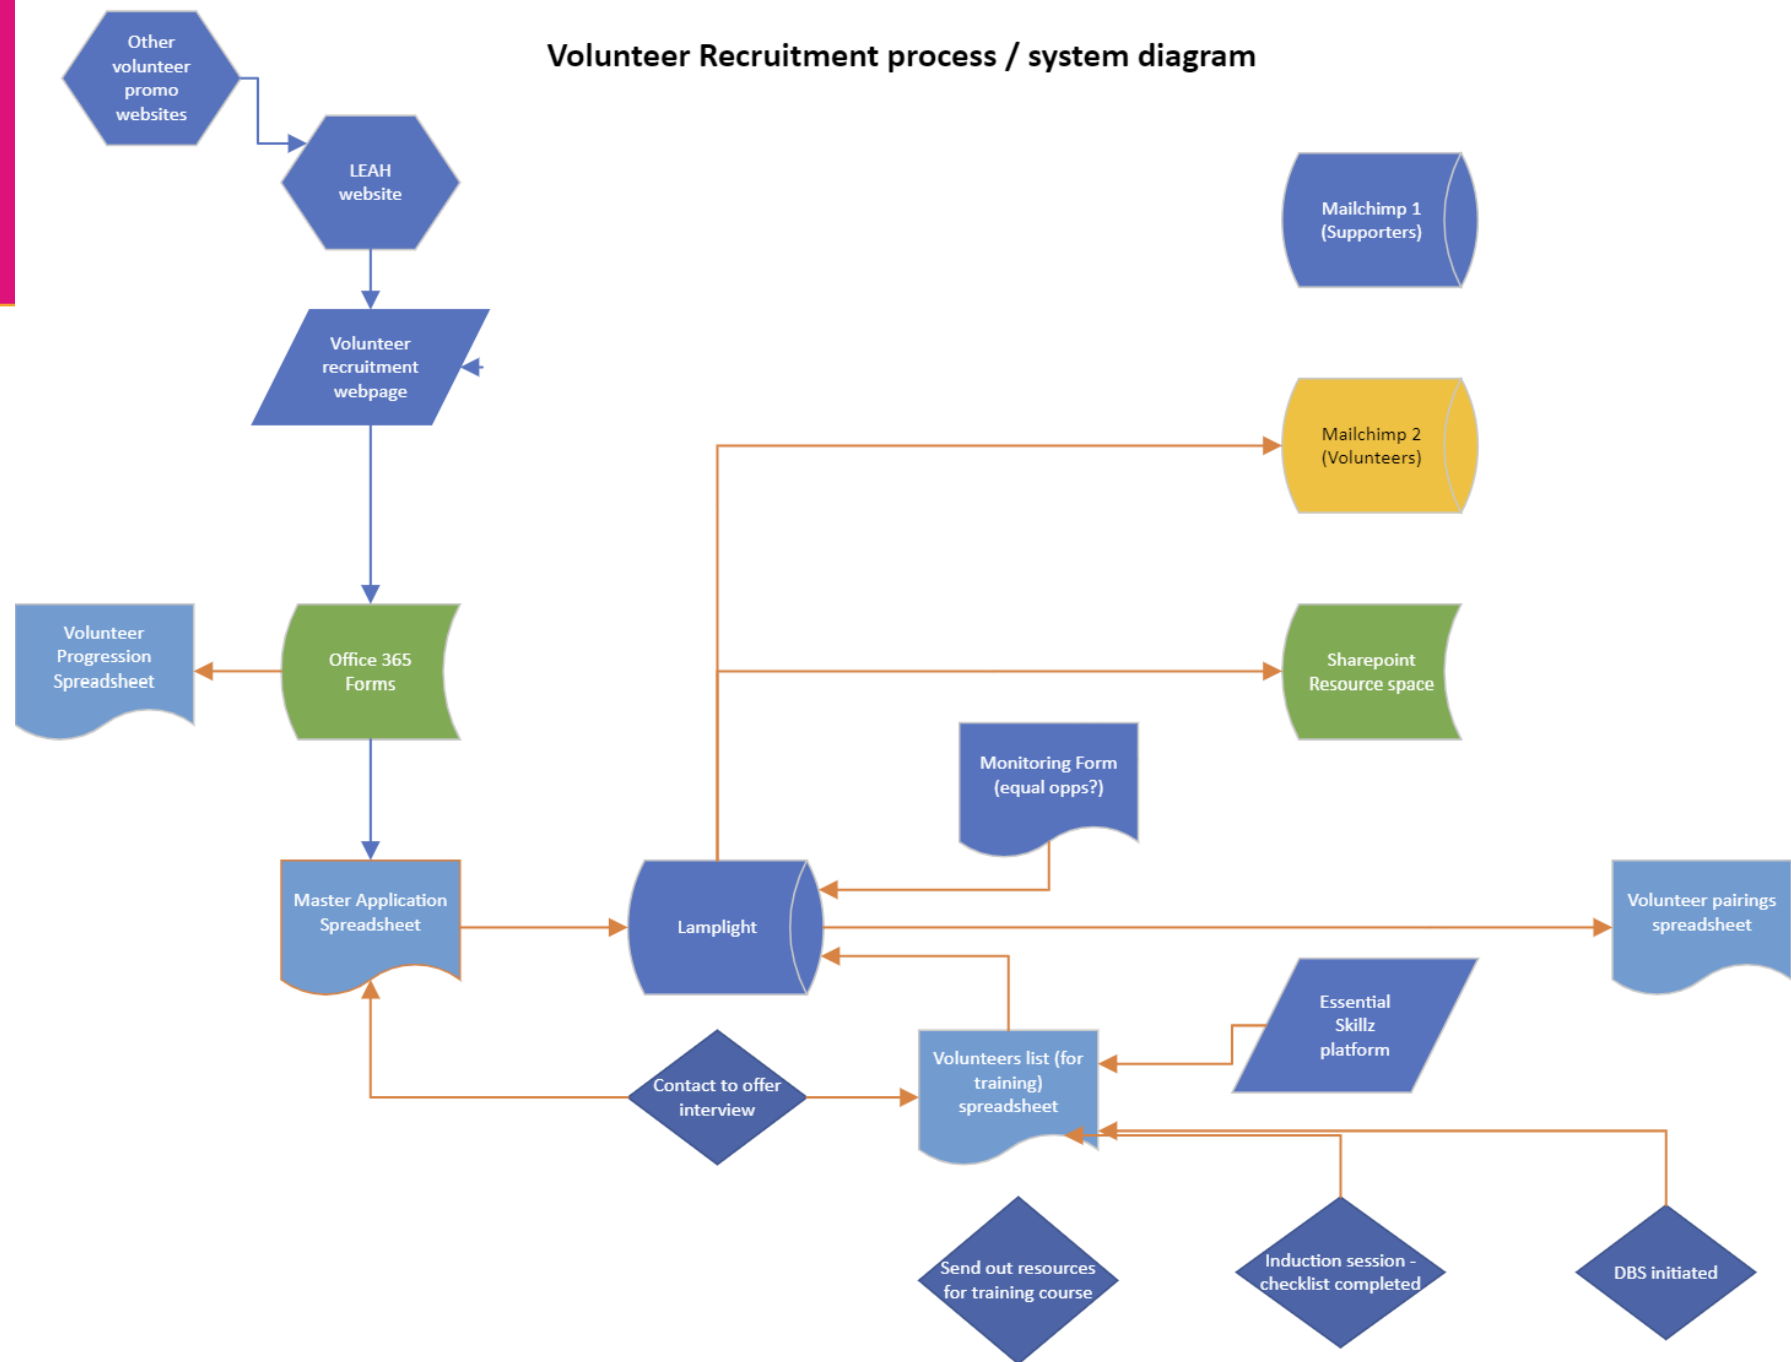 Volunteer Recruitment process / system diagram
Other
volunteer
promo
websites
LEAH
website
Mailchimp 1
(Supporters)
Volunteer
recruitment
webpage
Mailchimp 2
(Volunteers)
Volunteer
Progression
Spreadsheet
Office 365
Forms
Sharepoint
Resource space
Monitoring Form
(equal opps?)
Master Application
Spreadsheet
Lamplight
Volunteer pairings
spreadsheet
Essential
Skillz
platform
Contact to offer
interview
Volunteers list (for
training)
spreadsheet
Send out resources
for training course
Induction session -
checklist completed
DBS initiated